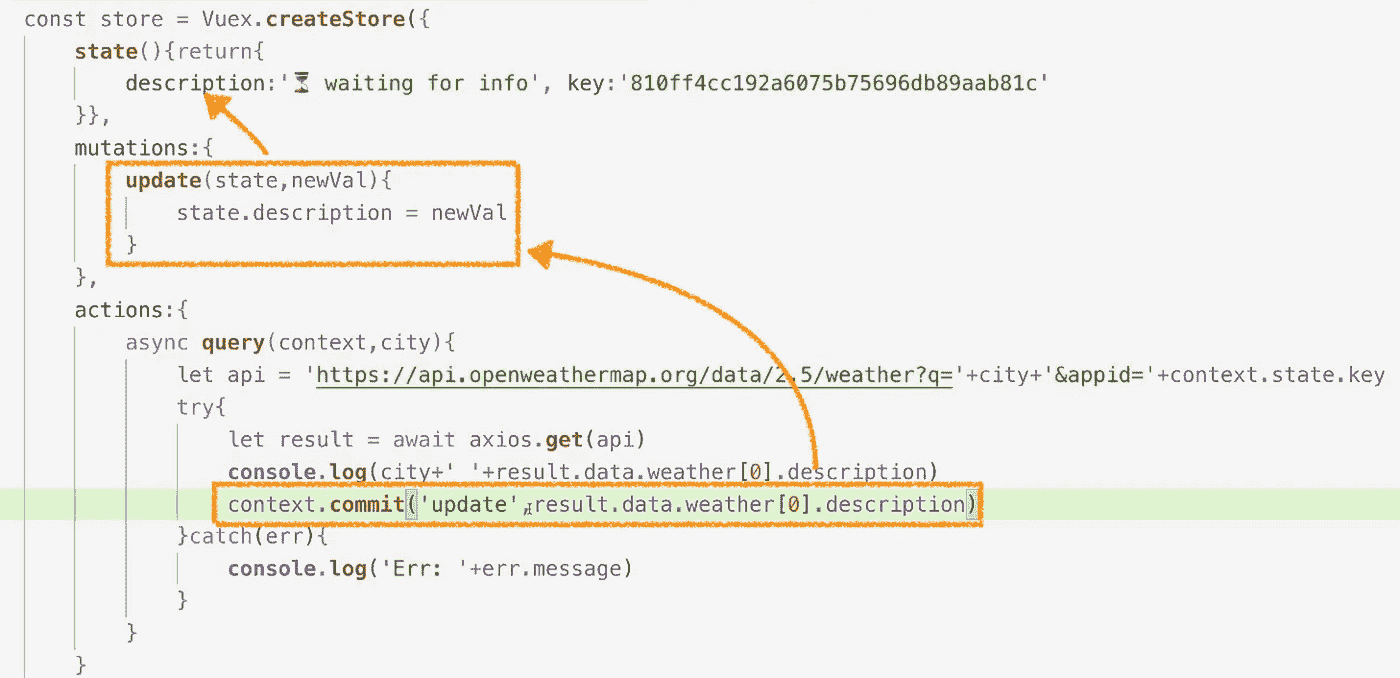 const store = Vuex.createStore({
state(){return{
description:'⏳ waiting for info', key:'810ff4cc192a6075b75696db89aab81c'
}},
mutations:{
update(state,newVal){
state.description = newVal
}
},
actions:{
async query(context,city){
let api = 'https://api.openweathermap.org/data/2.5/weather?q='+city+'&appid='+context.state.key
try{
let result = await axios.get(api)
console.log(city+' '+result.data.weather[0].description)
context.commit('update',result.data.weather[0].description)
}catch(err){
console.log('Err: '+err.message)
}
}
}